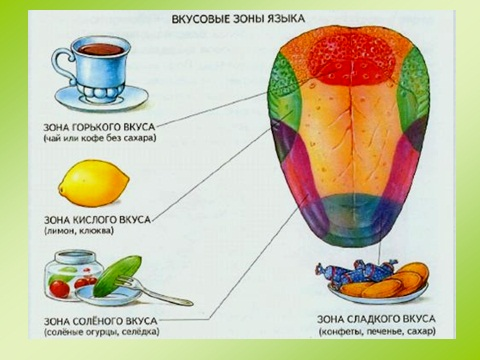 ВКУСОВЫЕ ЗОНЫ ЯЗЫКА
ЗОНА ГОРЬКОГО ВКУСА
(чай или кофе без сахара)
ЗОНА КИСЛОГО ВКУСА
(лимон, клюква)
ЗОНА СОЛЁНОГО ВКУСА
(солёные огурцы, селёдка)
ЗОНА СЛАДКОГО ВКУСА
(конфеты, печенье, сахар)